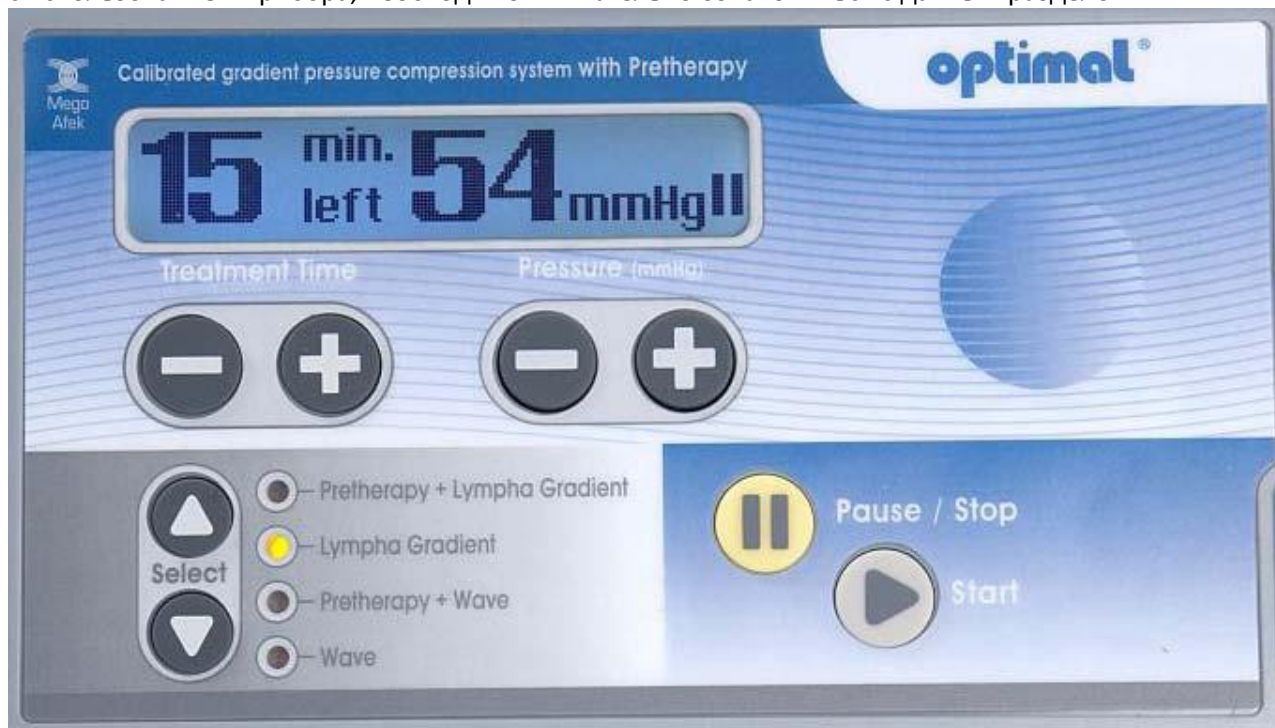 Calibrated gradient pressure compression system with Pretherapy
optimal®
Mego
Afek
15 min. left 54 mmHg
Treatment Time
Pressure (mmHg)
Pretherapy + Lympha Gradient
Lympha Gradient
Select
Pretherapy + Wave
Wave
Pause / Stop
Start